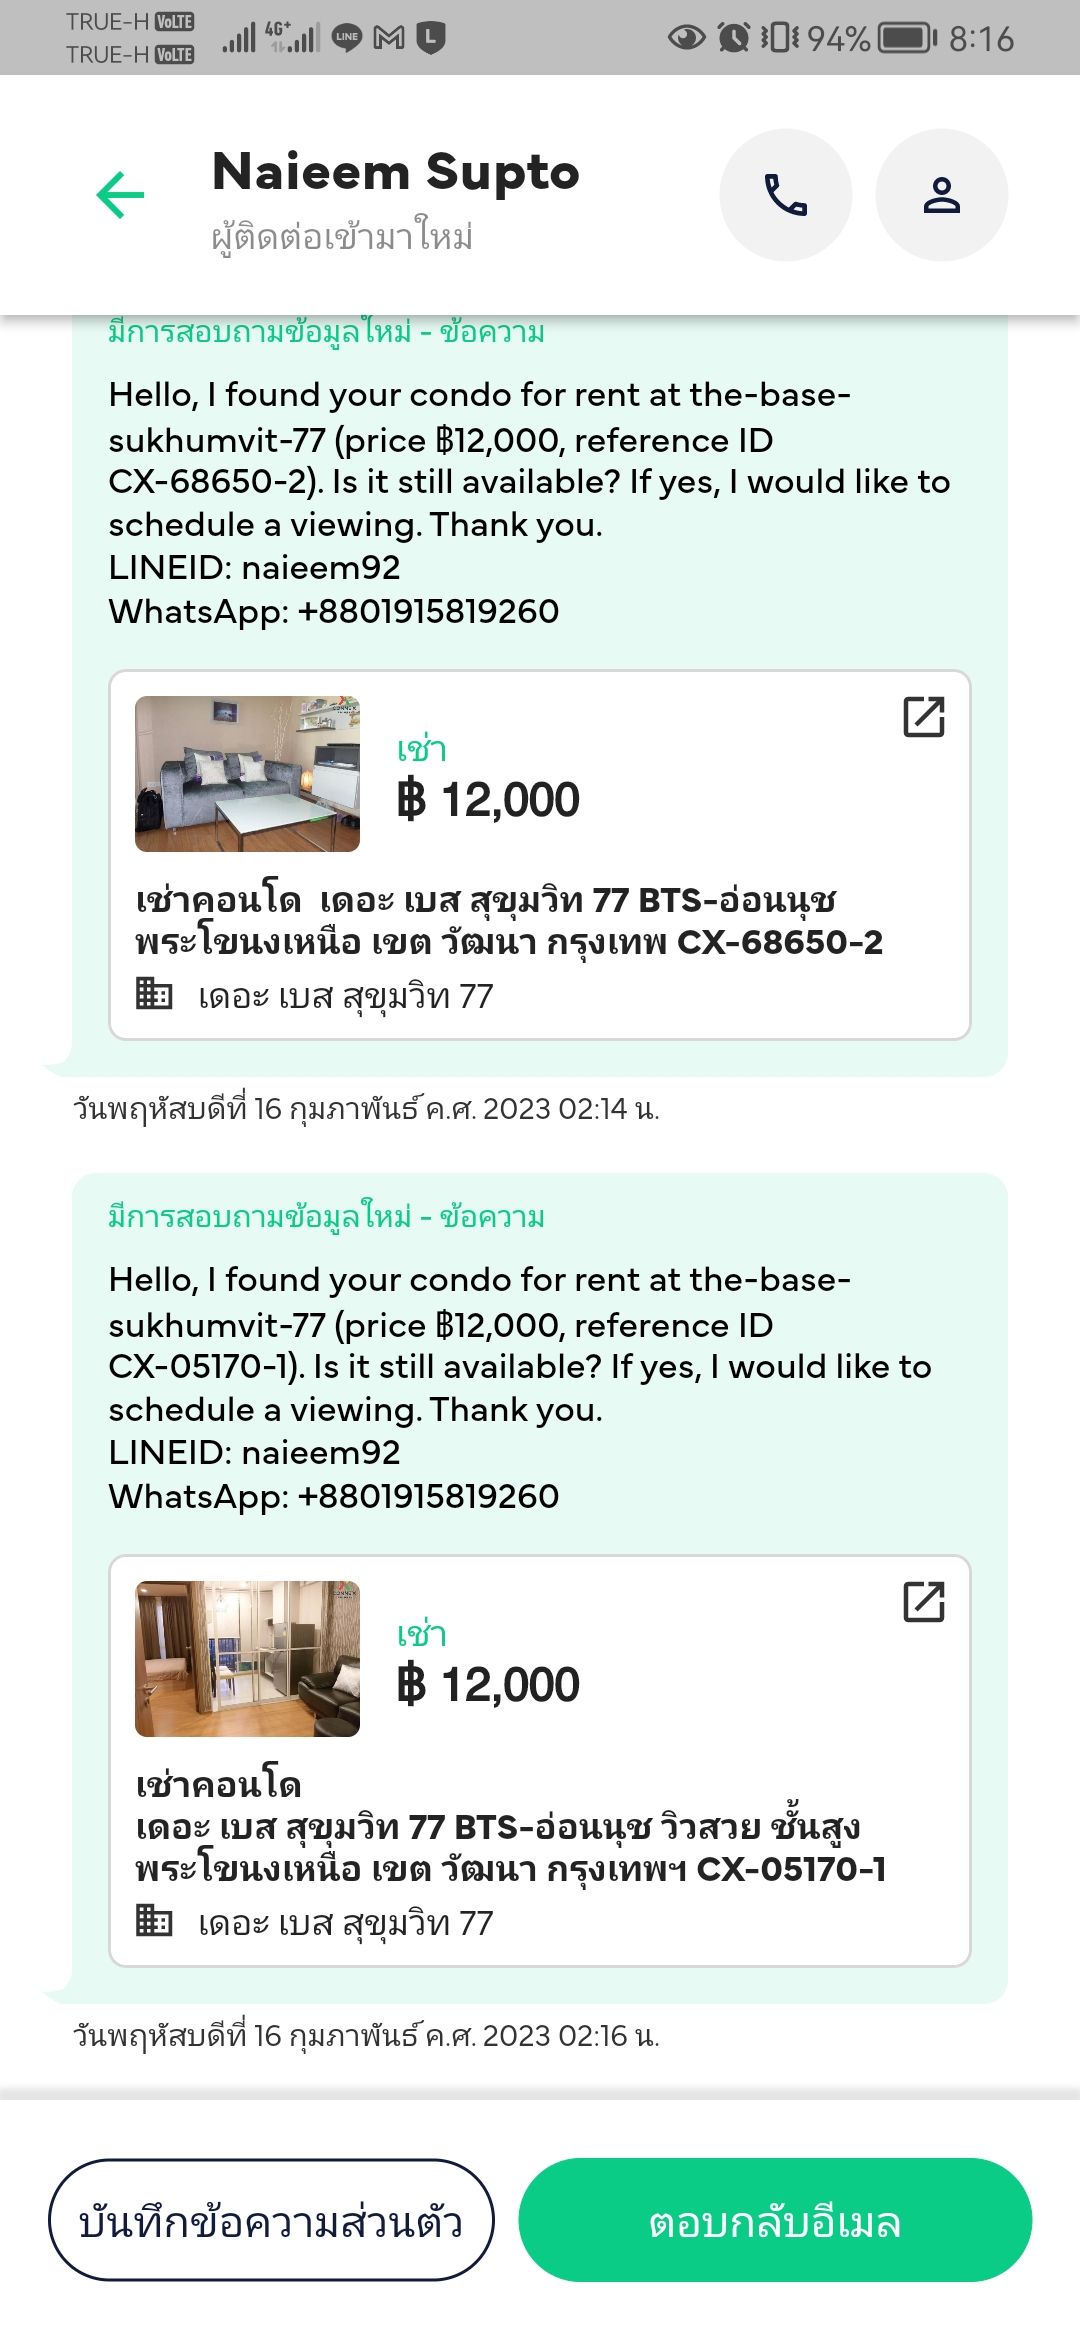 TRUE-H VoLTE
TRUE-H VoLTE
4G+
LINE
L
94%
8:16
Naieem Supto
ผู้ติดต่อเข้ามาใหม่
มีการสอบถามข้อมูลใหม่ - ข้อความ
Hello, I found your condo for rent at the-base-
sukhumvit-77 (price ฿12,000, reference ID
CX-68650-2). Is it still available? If yes, I would like to
schedule a viewing. Thank you.
LINEID: naieem92
WhatsApp: +8801915819260
เช่า
฿ 12,000
เช่าคอนโด เดอะ เบส สุขุมวิท 77 BTS-อ่อนนุช
พระโขนงเหนือ เขต วัฒนา กรุงเทพ CX-68650-2
เดอะ เบส สุขุมวิท 77
วันพฤหัสบดีที่ 16 กุมภาพันธ์ ค.ศ. 2023 02:14 น.
มีการสอบถามข้อมูลใหม่ - ข้อความ
Hello, I found your condo for rent at the-base-
sukhumvit-77 (price ฿12,000, reference ID
CX-05170-1). Is it still available? If yes, I would like to
schedule a viewing. Thank you.
LINEID: naieem92
WhatsApp: +8801915819260
เช่า
฿ 12,000
เช่าคอนโด
เดอะ เบส สุขุมวิท 77 BTS-อ่อนนุช วิวสวย ชั้นสูง
พระโขนงเหนือ เขต วัฒนา กรุงเทพฯ CX-05170-1
เดอะ เบส สุขุมวิท 77
วันพฤหัสบดีที่ 16 กุมภาพันธ์ ค.ศ. 2023 02:16 น.
บันทึกข้อความส่วนตัว
ตอบกลับอีเมล